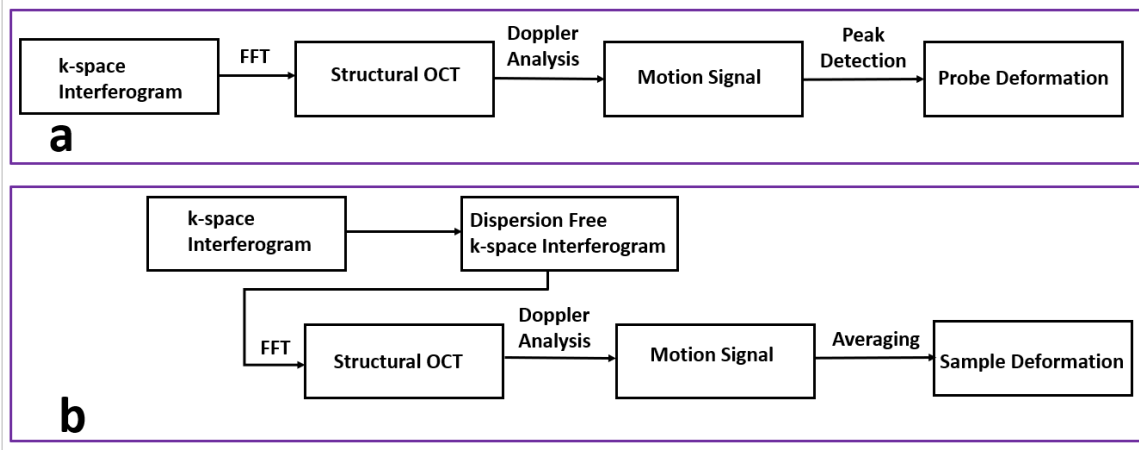 k-space
Interferogram
FFT
Structural OCT
Doppler
Analysis
Motion Signal
Peak
Detection
Probe Deformation
a
k-space
Interferogram
Dispersion Free
k-space Interferogram
FFT
Structural OCT
Doppler
Analysis
Motion Signal
Averaging
Sample Deformation
b